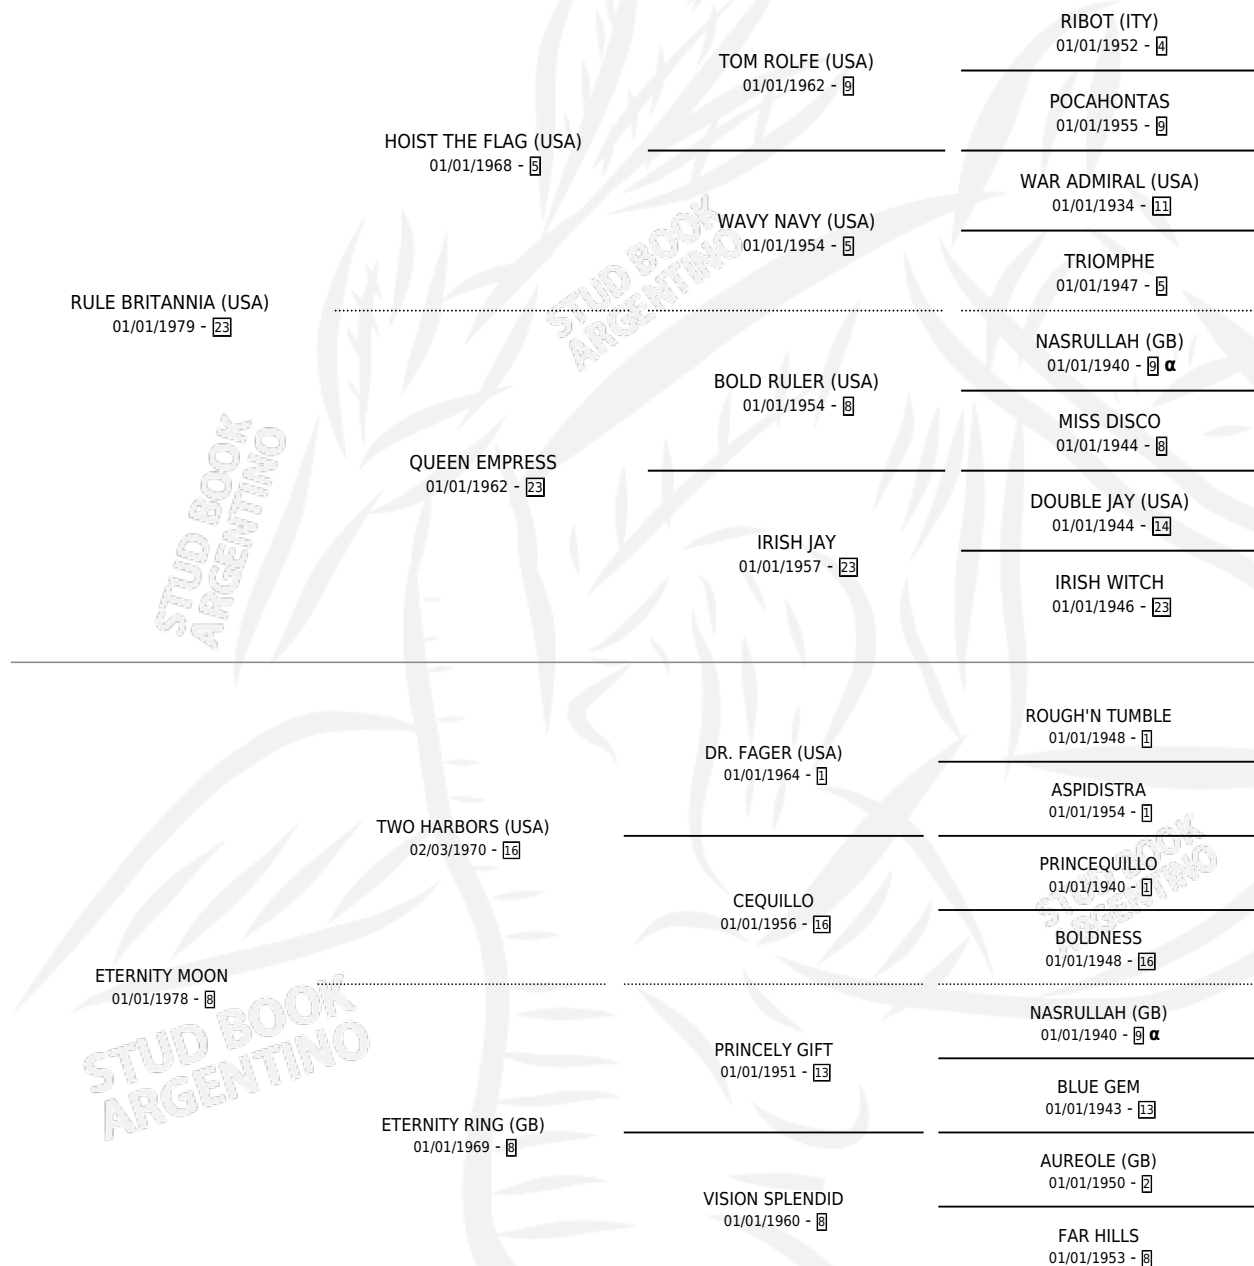 RIBOT (ITY)
01/01/1952 - 4
TOM ROLFE (USA)
01/01/1962 - 9
POCAHONTAS
01/01/1955 - 9
HOIST THE FLAG (USA)
01/01/1968 - 5
WAR ADMIRAL (USA)
01/01/1934 - 11
WAVY NAVY (USA)
01/01/1954 - 5
TRIOMPHE
01/01/1947 - 5
RULE BRITANNIA (USA)
01/01/1979 - 23
NASRULLAH (GB)
01/01/1940 - 9 α
BOLD RULER (USA)
01/01/1954 - 8
MISS DISCO
01/01/1944 - 8
QUEEN EMPRESS
01/01/1962 - 23
DOUBLE JAY (USA)
01/01/1944 - 14
IRISH JAY
01/01/1957 - 23
IRISH WITCH
01/01/1946 - 23
ROUGH'N TUMBLE
01/01/1948 - 1
DR. FAGER (USA)
01/01/1964 - 1
ASPIDISTRA
01/01/1954 - 1
TWO HARBORS (USA)
02/03/1970 - 16
PRINCEQUILLO
01/01/1940 - 1
CEQUILLO
01/01/1956 - 16
BOLDNESS
01/01/1948 - 16
ETERNITY MOON
01/01/1978 - 8
NASRULLAH (GB)
01/01/1940 - 9 α
PRINCELY GIFT
01/01/1951 - 13
BLUE GEM
01/01/1943 - 13
ETERNITY RING (GB)
01/01/1969 - 8
AUREOLE (GB)
01/01/1950 - 2
VISION SPLENDID
01/01/1960 - 8
FAR HILLS
01/01/1953 - 8
STUD BOOK
ARGENTINO
STUD BOOK
ARGENTINO
STUD BOOK
ARGENTINO
STUD BOOK
ARGENTINO